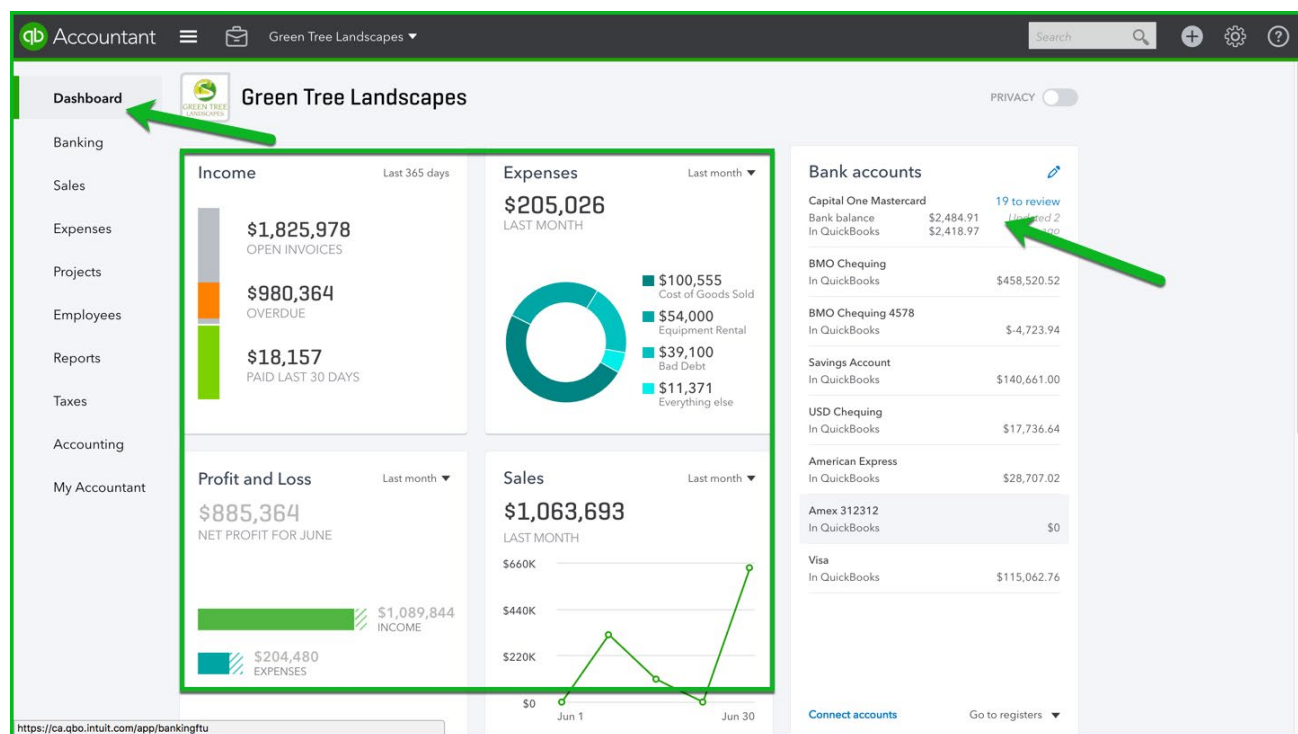 qb Accountant
Green Tree Landscapes
Search
Dashboard
Banking
Sales
Expenses
Projects
Employees
Reports
Taxes
Accounting
My Accountant
GREEN TREE
LANDSCAPES
Green Tree Landscapes
PRIVACY
Income
Last 365 days
$1,825,978
OPEN INVOICES
$980,364
OVERDUE
$18,157
PAID LAST 30 DAYS
Expenses
Last month
$205,026
LAST MONTH
$100,555
Cost of Goods Sold
$54,000
Equipment Rental
$39,100
Bad Debt
$11,371
Everything else
Profit and Loss
Last month
$885,364
NET PROFIT FOR JUNE
$1,089,844
INCOME
$204,480
EXPENSES
Sales
Last month
$1,063,693
LAST MONTH
$660K
$440K
$220K
$0
Jun 1
Jun 30
Bank accounts
Capital One Mastercard
19 to review
Bank balance $2,484.91 Updated 2
In QuickBooks $2,418.97 ago
BMO Chequing
In QuickBooks $458,520.52
BMO Chequing 4578
In QuickBooks $-4,723.94
Savings Account
In QuickBooks $140,661.00
USD Chequing
In QuickBooks $17,736.64
American Express
In QuickBooks $28,707.02
Amex 312312
In QuickBooks $0
Visa
In QuickBooks $115,062.76
Connect accounts
Go to registers
https://ca.qbo.intuit.com/app/bankingftu